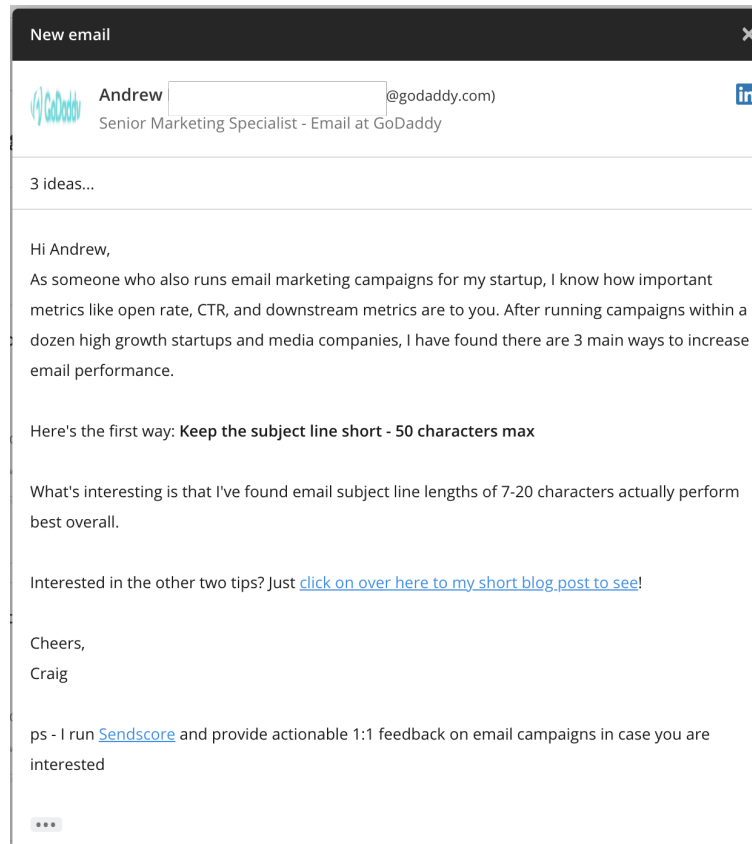 New email
GoDaddy
Andrew
@godaddy.com)
Senior Marketing Specialist - Email at GoDaddy
in
3 ideas...
Hi Andrew,
As someone who also runs email marketing campaigns for my startup, I know how important
metrics like open rate, CTR, and downstream metrics are to you. After running campaigns within a
dozen high growth startups and media companies, I have found there are 3 main ways to increase
email performance.
Here's the first way: Keep the subject line short - 50 characters max
What's interesting is that I've found email subject line lengths of 7-20 characters actually perform
best overall.
Interested in the other two tips? Just click on over here to my short blog post to see!
Cheers,
Craig
ps - I run Sendscore and provide actionable 1:1 feedback on email campaigns in case you are
interested